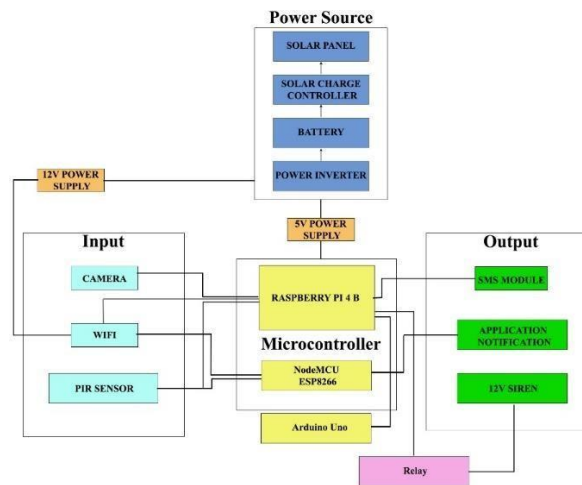 Power Source
SOLAR PANEL
SOLAR CHARGE
CONTROLLER
BATTERY
POWER INVERTER
12V POWER
SUPPLY
5V POWER
SUPPLY
Input
CAMERA
WIFI
PIR SENSOR
RASPBERRY PI 4 B
Microcontroller
NodeMCU
ESP8266
Arduino Uno
Output
SMS MODULE
APPLICATION
NOTIFICATION
12V SIREN
Relay